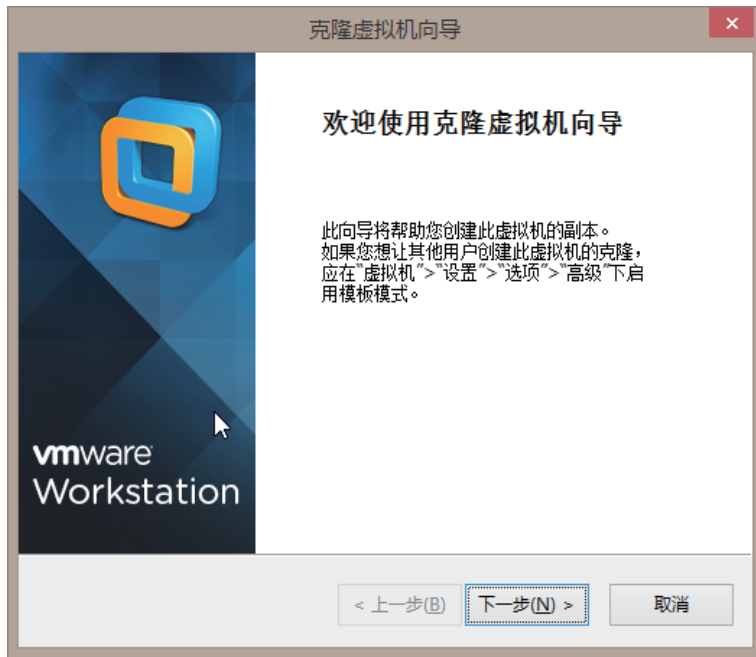 克隆虚拟机向导
x
欢迎使用克隆虚拟机向导
此向导将帮助您创建此虚拟机的副本。
如果您想让其他用户创建此虚拟机的克隆，
应在"虚拟机">"设置">"选项">"高级"下启
用模板模式。
vmware
Workstation
< 上一步(B)
下一步(N) >
取消